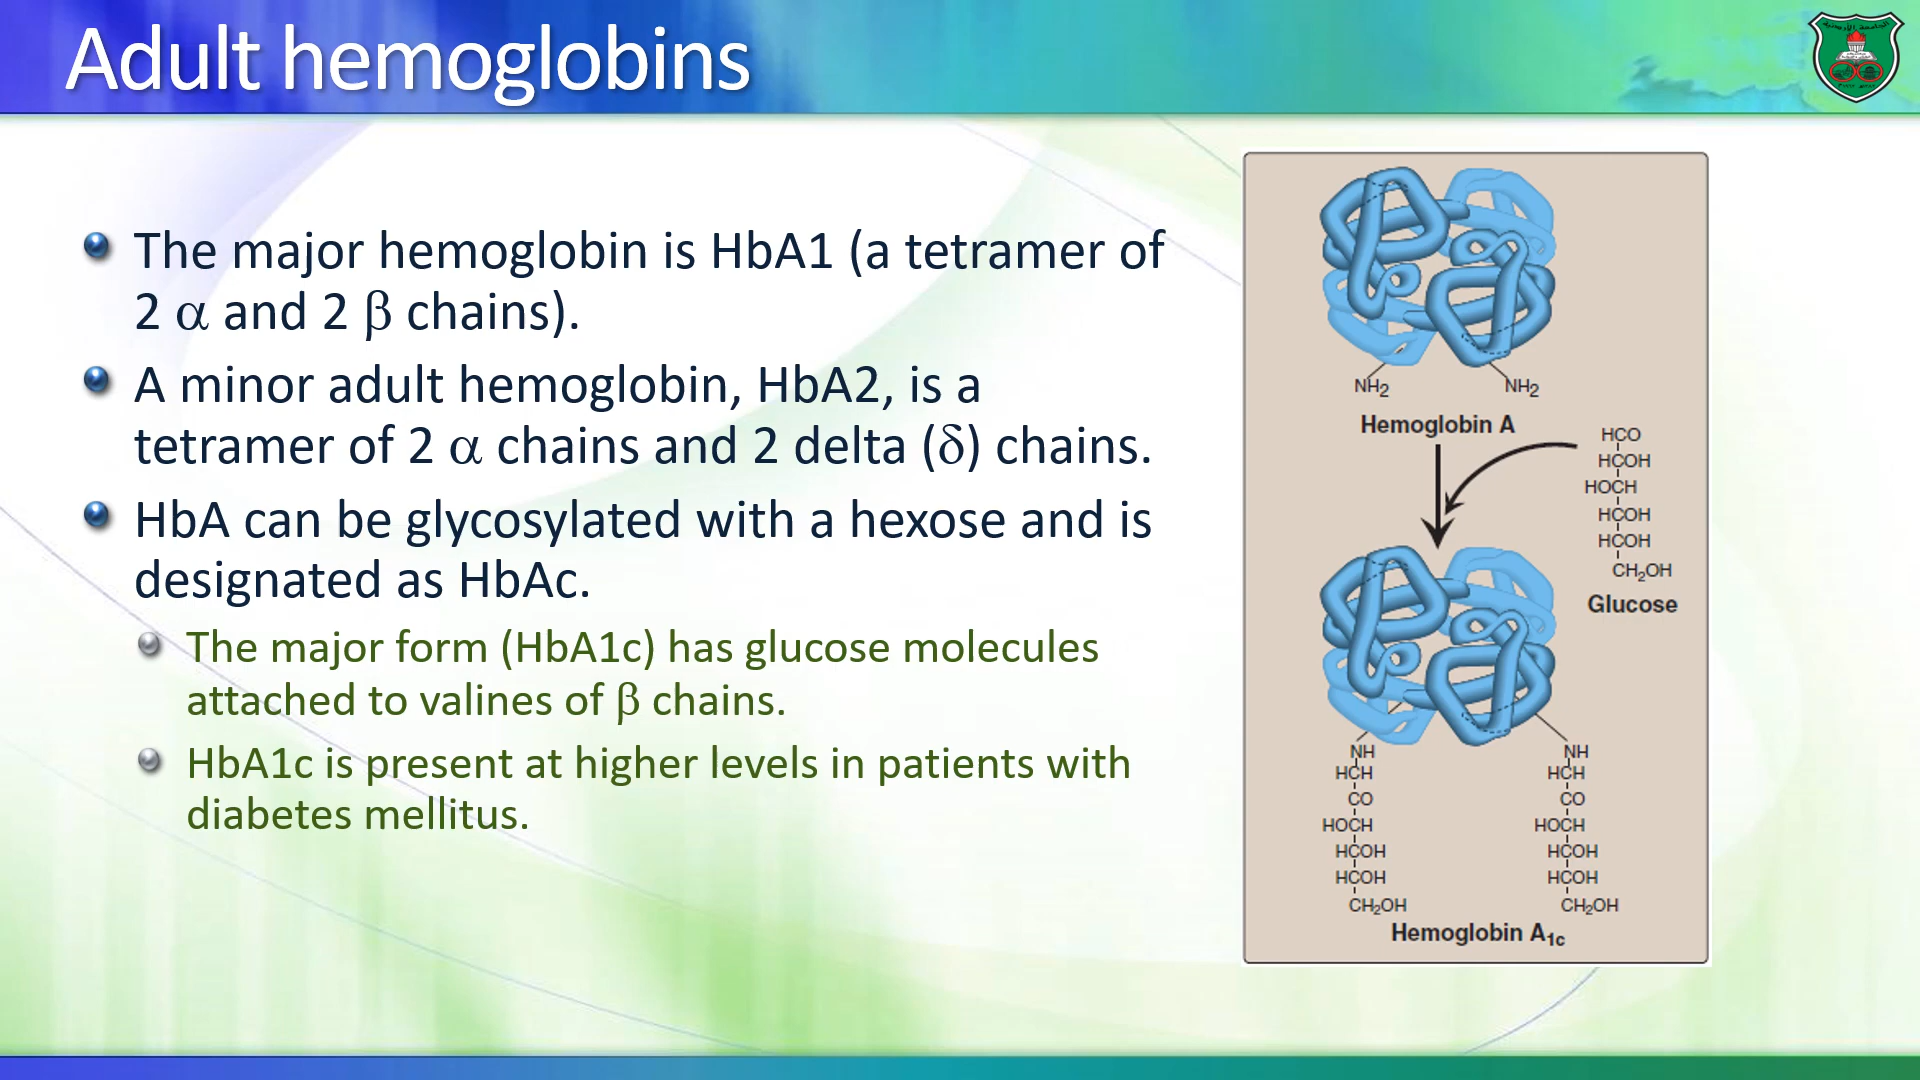 Adult hemoglobins
The major hemoglobin is HbA1 (a tetramer of
2 α and 2 β chains).
A minor adult hemoglobin, HbA2, is a
tetramer of 2 α chains and 2 delta (δ) chains.
HbA can be glycosylated with a hexose and is
designated as HbAc.
The major form (HbA1c) has glucose molecules
attached to valines of β chains.
HbA1c is present at higher levels in patients with
diabetes mellitus.
NH₂ NH₂
Hemoglobin A
HCO
HCOH
HOCH
HCOH
HCOH
CH₂OH
Glucose
NH NH
HCH HCH
CO CO
HOCH HOCH
HCOH HCOH
HCOH HCOH
CH₂OH CH₂OH
Hemoglobin A₁c